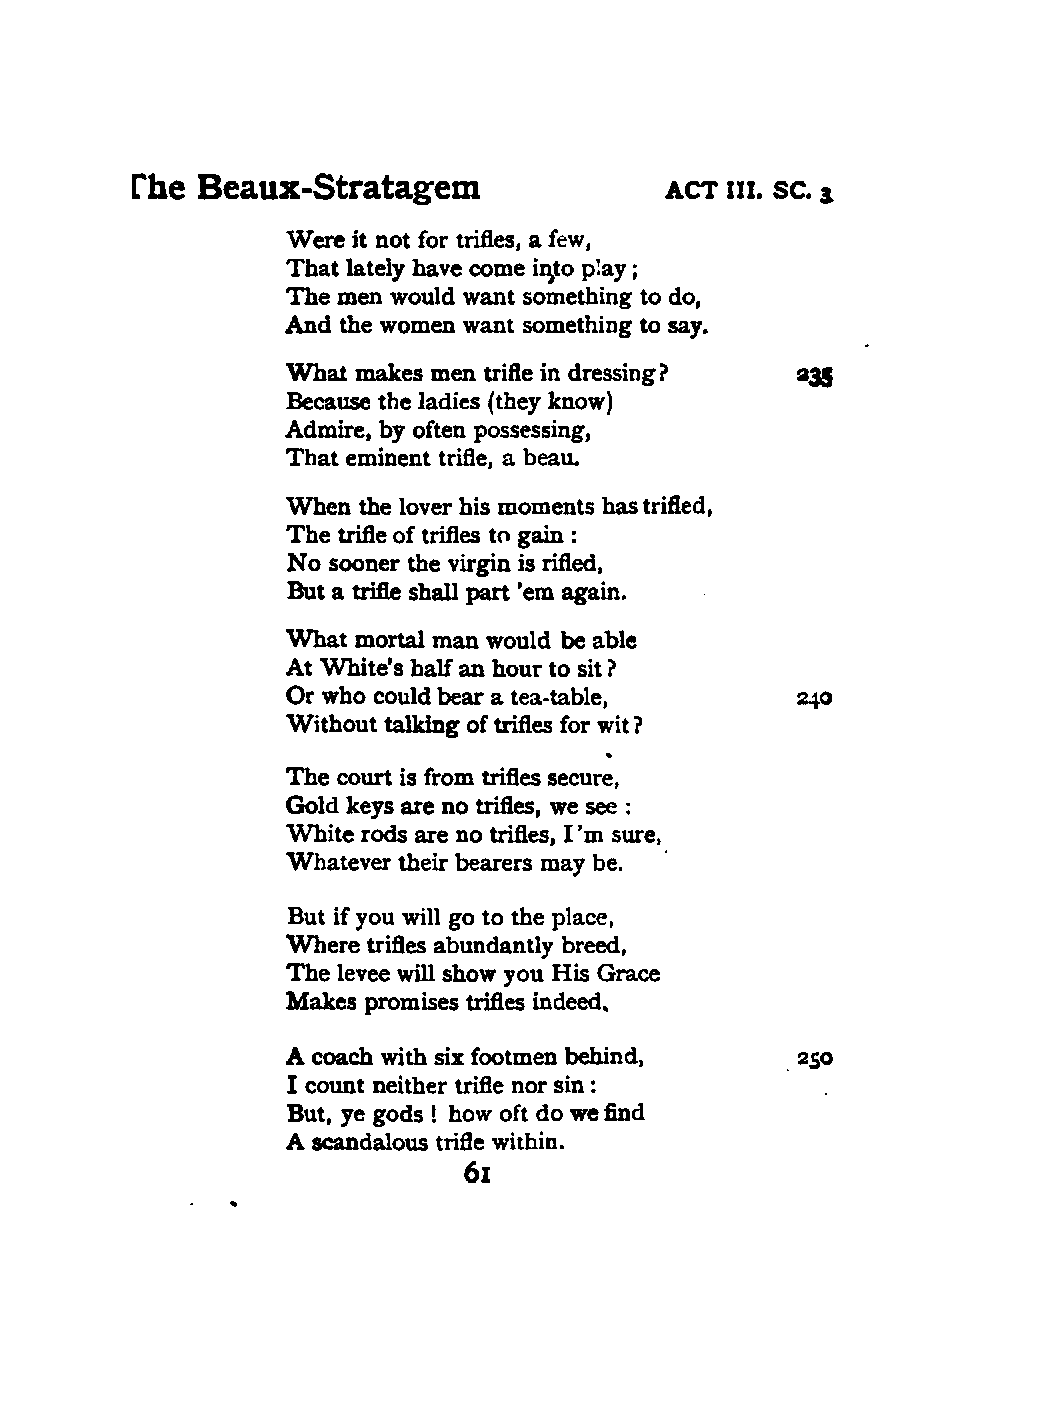 The Beaux-Stratagem ACT III. SC. 3
Were it not for trifles, a few,
That lately have come into play;
The men would want something to do,
And the women want something to say.
What makes men trifle in dressing? 235
Because the ladies (they know)
Admire, by often possessing,
That eminent trifle, a beau.
When the lover his moments has trifled,
The trifle of trifles to gain:
No sooner the virgin is rifled,
But a trifle shall part 'em again.
What mortal man would be able
At White's half an hour to sit?
Or who could bear a tea-table, 240
Without talking of trifles for wit?
The court is from trifles secure,
Gold keys are no trifles, we see:
White rods are no trifles, I'm sure,
Whatever their bearers may be.
But if you will go to the place,
Where trifles abundantly breed,
The levee will show you His Grace
Makes promises trifles indeed.
A coach with six footmen behind, 250
I count neither trifle nor sin:
But, ye gods! how oft do we find
A scandalous trifle within.
61